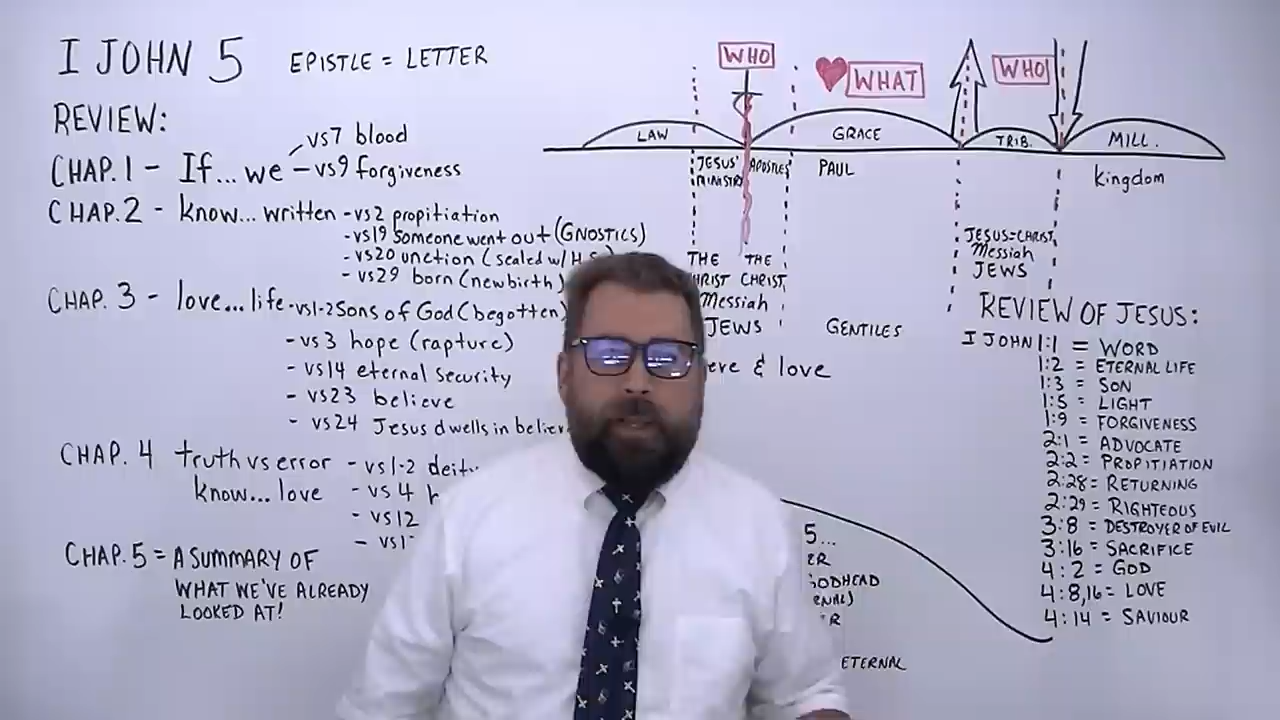 I JOHN 5 EPISTLE = LETTER
REVIEW:
CHAP. 1 - If... we - vs7 blood
- vs9 forgiveness
CHAP. 2 - know... written - vs2 propitiation
- vs19 someone went out (GNOSTICS)
- vs20 unction (sealed w/ H.S.)
- vs29 born (newbirth)
CHAP. 3 - love... life - vs1-2 Sons of God (begotten)
- vs3 hope (rapture)
- vs14 eternal security
- vs23 believe
- vs24 Jesus dwells in
CHAP. 4 truth vs error - vs1-2
know... love - vs4
- vs12
CHAP. 5 = A SUMMARY OF
WHAT WE'VE ALREADY
LOOKED AT!
WHO
WHAT
WHO
LAW
GRACE
TRIB.
MILL.
JESUS'
MINISTRY
APOSTLES
PAUL
Kingdom
THE THE
CHRIST
Messiah
JEWS
GENTILES
& love
JESUS=CHRIST
Messiah
JEWS
5...
ETERNAL
REVIEW OF JESUS:
I JOHN 1:1 = WORD
1:2 = ETERNAL LIFE
1:3 = SON
1:5 = LIGHT
1:9 = FORGIVENESS
2:1 = ADVOCATE
2:2 = PROPITIATION
2:28 = RETURNING
2:29 = RIGHTEOUS
3:8 = DESTROYER OF EVIL
3:16 = SACRIFICE
4:2 = GOD
4:8,16 = LOVE
4:14 = SAVIOUR